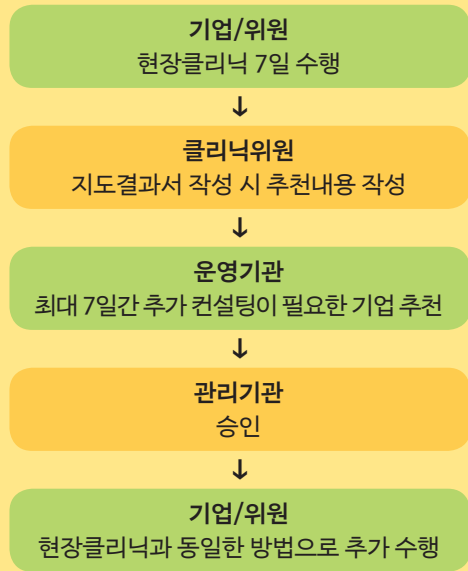 기업/위원
현장클리닉 7일 수행
↓
클리닉위원
지도결과서 작성 시 추천내용 작성
↓
운영기관
최대 7일간 추가 컨설팅이 필요한 기업 추천
↓
관리기관
승인
↓
기업/위원
현장클리닉과 동일한 방법으로 추가 수행